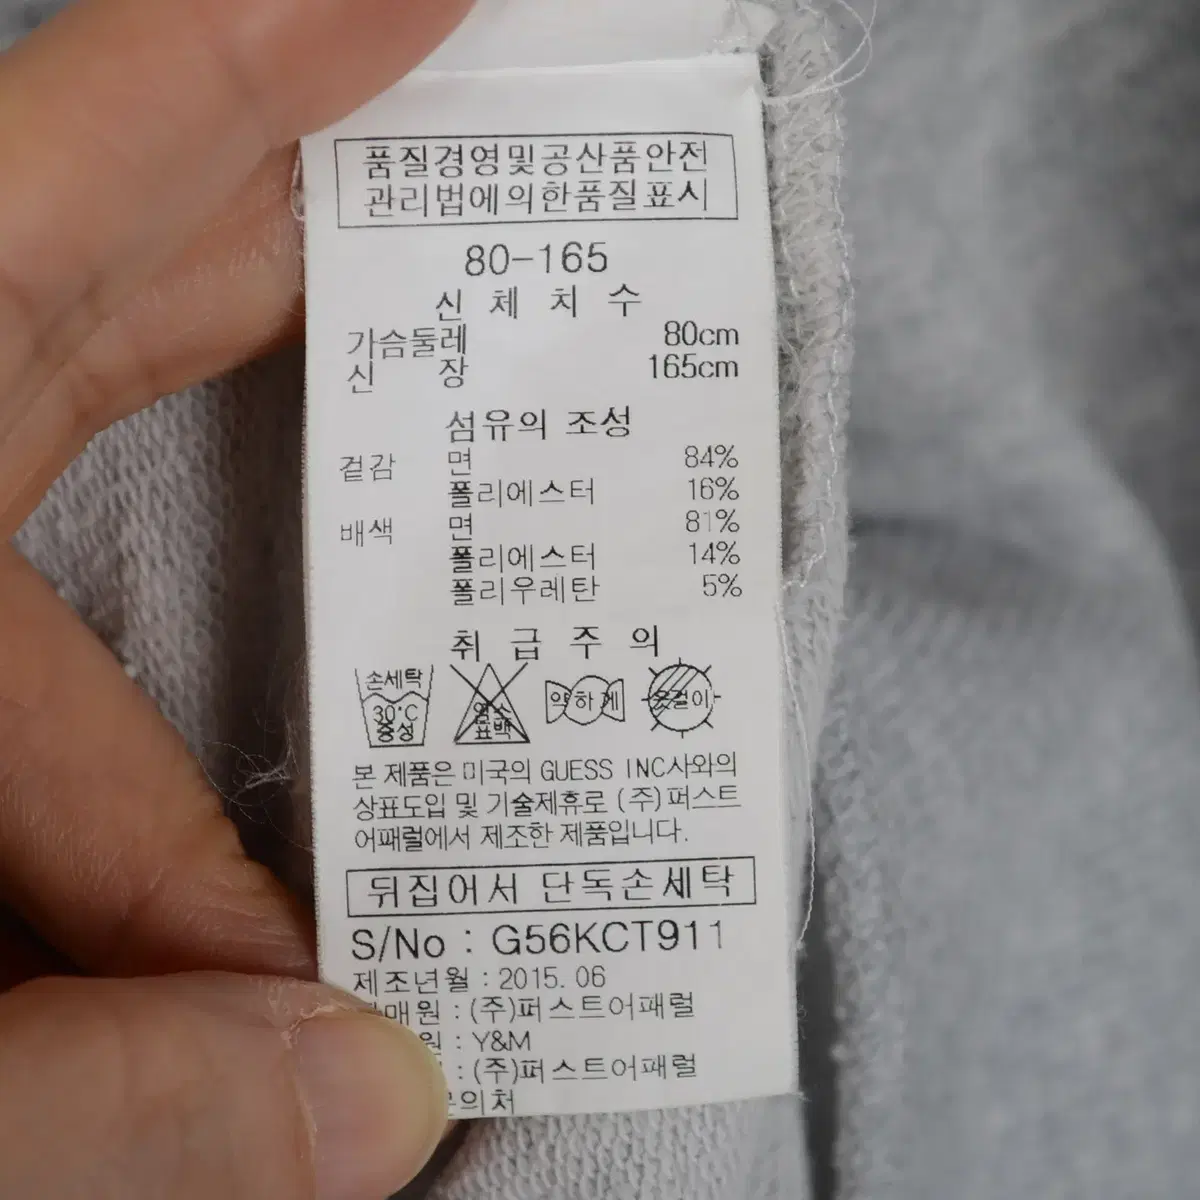 품질경영및공산품안전
관리법에의한품질표시
80-165
신 체 치 수
가슴둘레 80cm
신 장 165cm
섬유의 조성
겉감 면 84%
폴리에스터 16%
배색 면 81%
폴리에스터 14%
폴리우레탄 5%
취 급 주 의
손세탁 30°C 중성
염소 표백
약하게
옷걸이
본 제품은 미국의 GUESS INC사와의
상표도입 및 기술제휴로 (주)퍼스트
어패럴에서 제조한 제품입니다.
뒤집어서 단독손세탁
S/No : G56KCT911
제조년월 : 2015. 06
매원 : (주)퍼스트어패럴
원 : Y&M
: (주)퍼스트어패럴
문의처